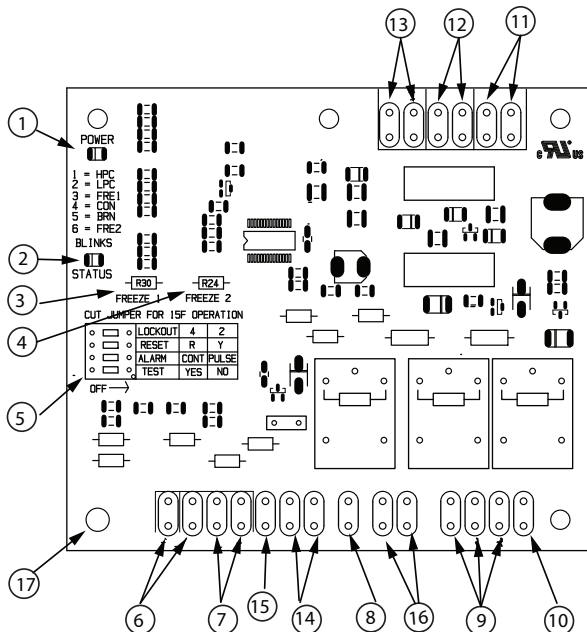 13 12 11
1
POWER
1 = HPC
2 = LPC
3 = FRE1
4 = CON
5 = BRN
6 = FRE2
BLINKS
2
STATUS
c RU US
3
R30 R24
FREEZE 1 FREEZE 2
CUT JUMPER FOR 15F OPERATION
4
LOCKOUT 4 2
RESET R Y
ALARM CONT PULSE
TEST YES NO
OFF
5
17
6 7 15 14 8 16 9 10